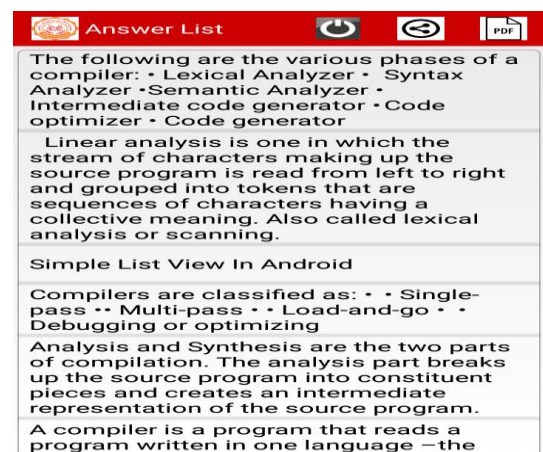 Answer List
PDF
The following are the various phases of a
compiler: • Lexical Analyzer • Syntax
Analyzer •Semantic Analyzer •
Intermediate code generator •Code
optimizer • Code generator
Linear analysis is one in which the
stream of characters making up the
source program is read from left to right
and grouped into tokens that are
sequences of characters having a
collective meaning. Also called lexical
analysis or scanning.
Simple List View In Android
Compilers are classified as: • • Single-
pass •• Multi-pass • • Load-and-go • •
Debugging or optimizing
Analysis and Synthesis are the two parts
of compilation. The analysis part breaks
up the source program into constituent
pieces and creates an intermediate
representation of the source program.
A compiler is a program that reads a
program written in one language –the